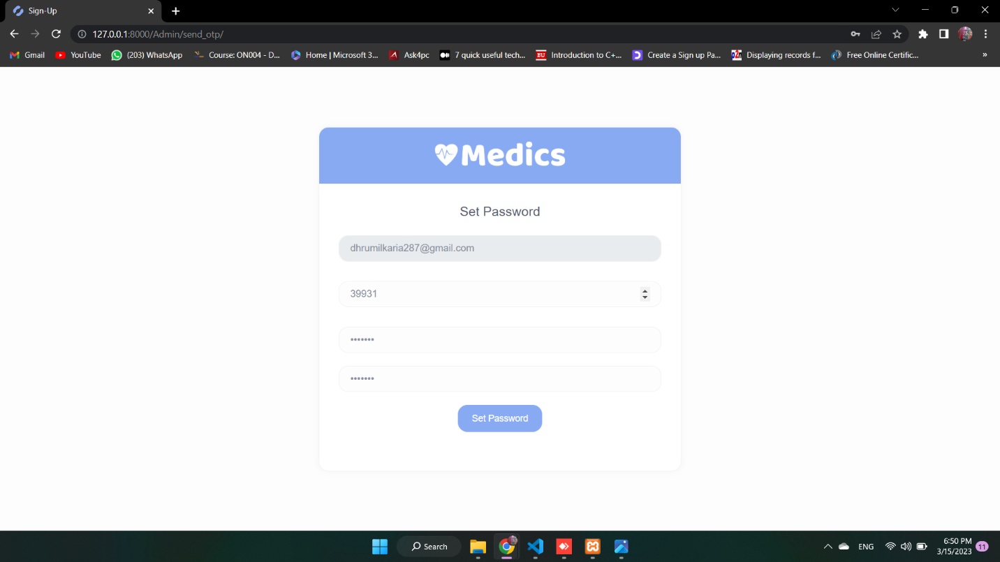 Sign-Up
127.0.0.1:8000/Admin/send_otp/
Gmail YouTube (203) WhatsApp Course: ON004 - D... Home | Microsoft 3... Ask4pc 7 quick useful tech... BU Introduction to C+... Create a Sign up Pa... Displaying records f... Free Online Certific... »
Medics
Set Password
dhrumilkaria287@gmail.com
39931
•••••••
•••••••
Set Password
Search
ENG
6:50 PM
3/15/2023
11